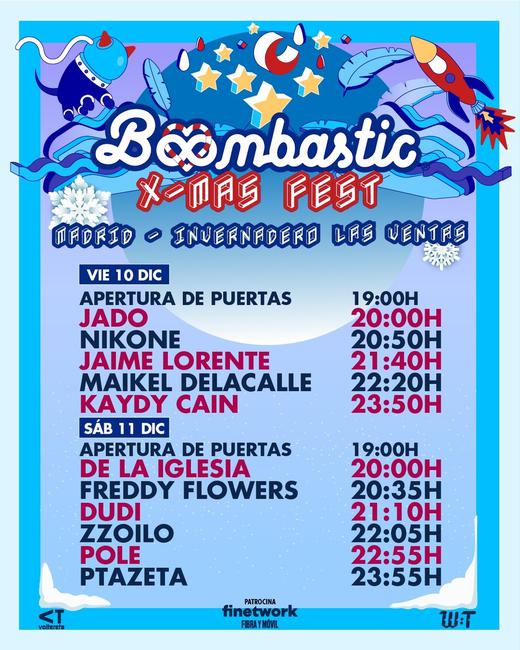 Boombastic
X-MAS FEST
MADRID - INVERNADERO LAS VENTAS
VIE 10 DIC
APERTURA DE PUERTAS 19:00H
JADO 20:00H
NIKONE 20:50H
JAIME LORENTE 21:40H
MAIKEL DELACALLE 22:20H
KAYDY CAIN 23:50H
SÁB 11 DIC
APERTURA DE PUERTAS 19:00H
DE LA IGLESIA 20:00H
FREDDY FLOWERS 20:35H
DUDI 21:10H
ZZOILO 22:05H
POLE 22:55H
PTAZETA 23:55H
PATROCINA
finetwork
FIBRA Y MÓVIL
volterets
W:T